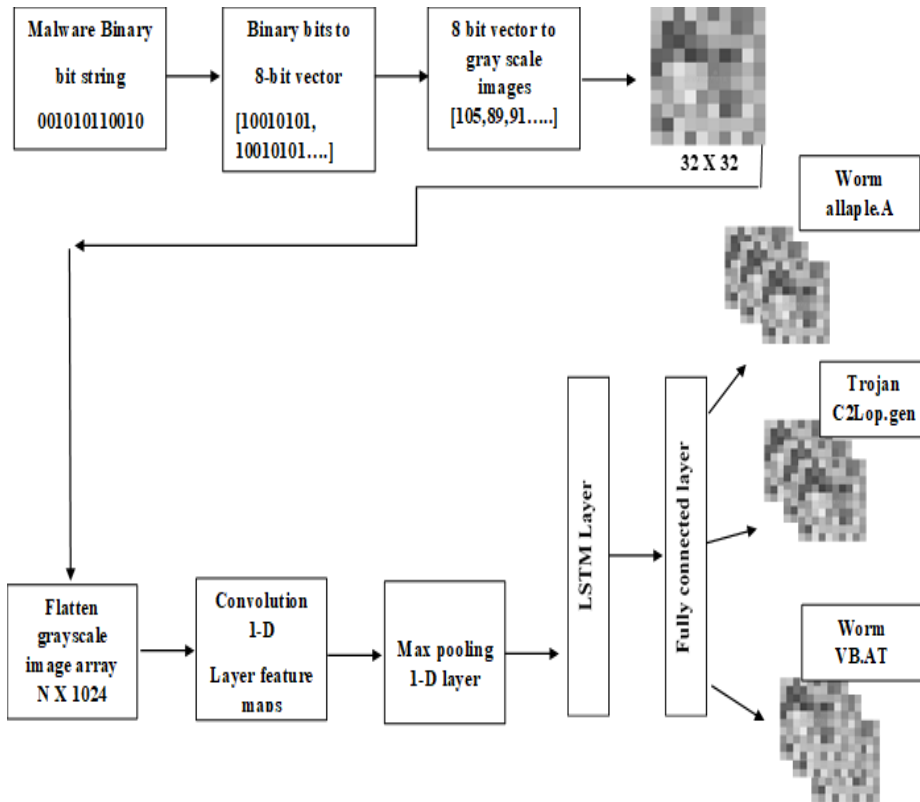 Malware Binary
bit string
001010110010
Binary bits to
8-bit vector
[10010101,
10010101....]
8 bit vector to
gray scale
images
[105,89,91.....]
32 X 32
Worm
allaple.A
Trojan
C2Lop.gen
Worm
VB.AT
Flatten
grayscale
image array
N X 1024
Convolution
1-D
Layer feature
maps
Max pooling
1-D layer
LSTM Layer
Fully connected layer